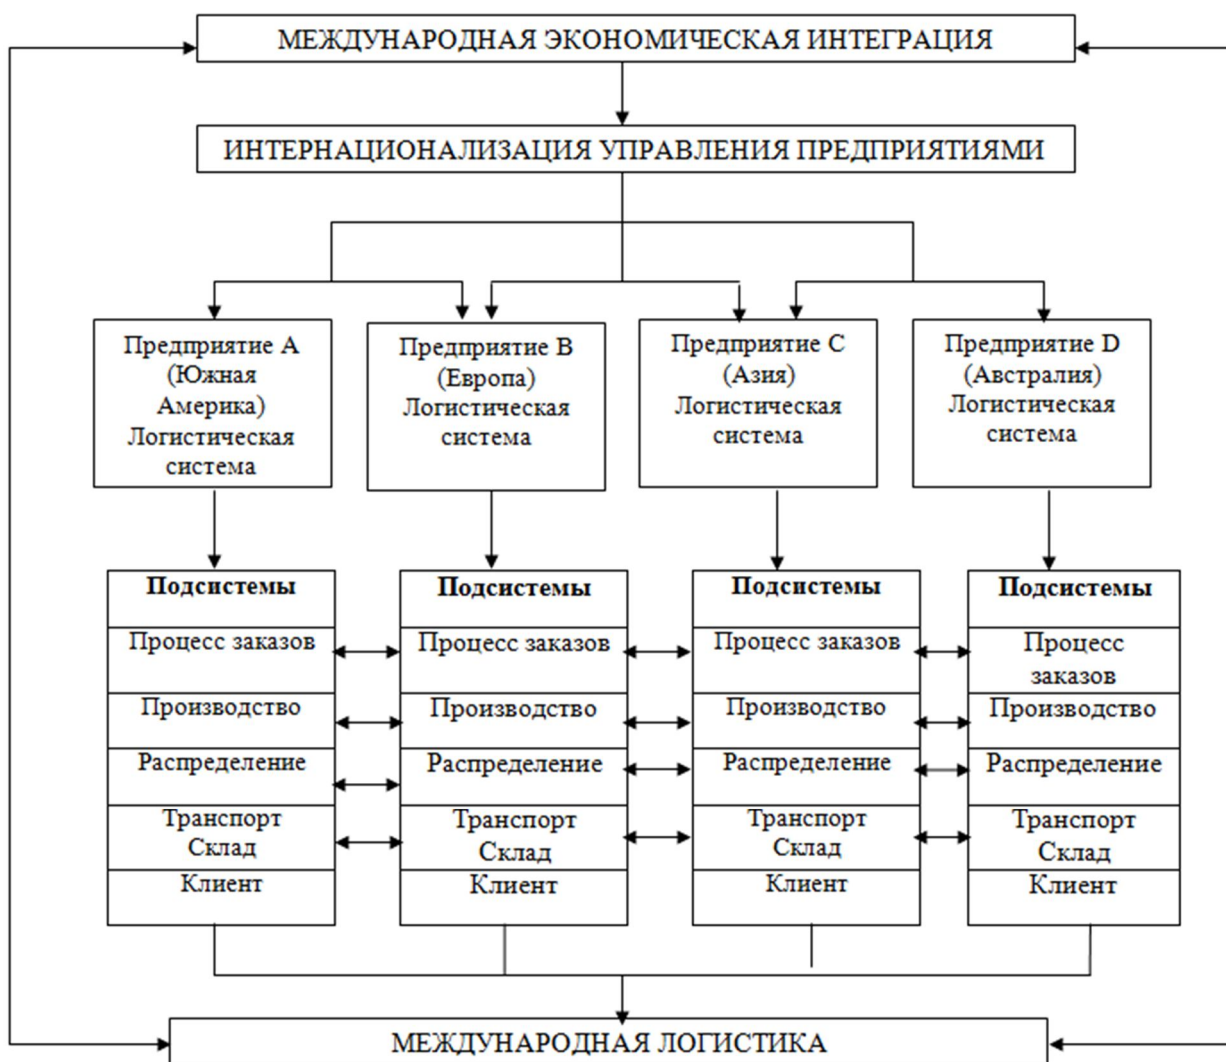 МЕЖДУНАРОДНАЯ ЭКОНОМИЧЕСКАЯ ИНТЕГРАЦИЯ
ИНТЕРНАЦИОНАЛИЗАЦИЯ УПРАВЛЕНИЯ ПРЕДПРИЯТИЯМИ
Предприятие A
(Южная
Америка)
Логистическая
система
Предприятие B
(Европа)
Логистическая
система
Предприятие C
(Азия)
Логистическая
система
Предприятие D
(Австралия)
Логистическая
система
Подсистемы
Процесс заказов
Производство
Распределение
Транспорт
Склад
Клиент
Подсистемы
Процесс заказов
Производство
Распределение
Транспорт
Склад
Клиент
Подсистемы
Процесс заказов
Производство
Распределение
Транспорт
Склад
Клиент
Подсистемы
Процесс
заказов
Производство
Распределение
Транспорт
Склад
Клиент
МЕЖДУНАРОДНАЯ ЛОГИСТИКА